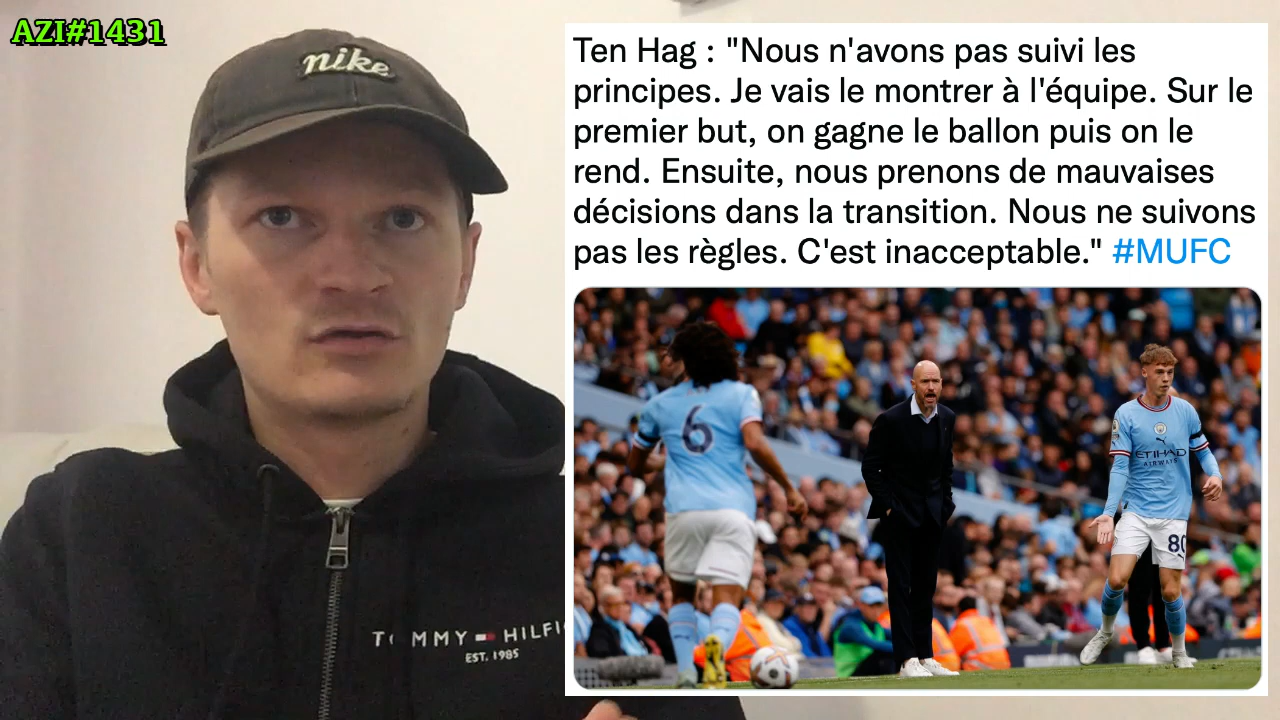 AZI#1431
nike
Ten Hag : "Nous n'avons pas suivi les
principes. Je vais le montrer à l'équipe. Sur le
premier but, on gagne le ballon puis on le
rend. Ensuite, nous prenons de mauvaises
décisions dans la transition. Nous ne suivons
pas les règles. C'est inacceptable." #MUFC
6
ETIHAD
AIRWAYS
80
TOMMY HILFI
EST. 1985